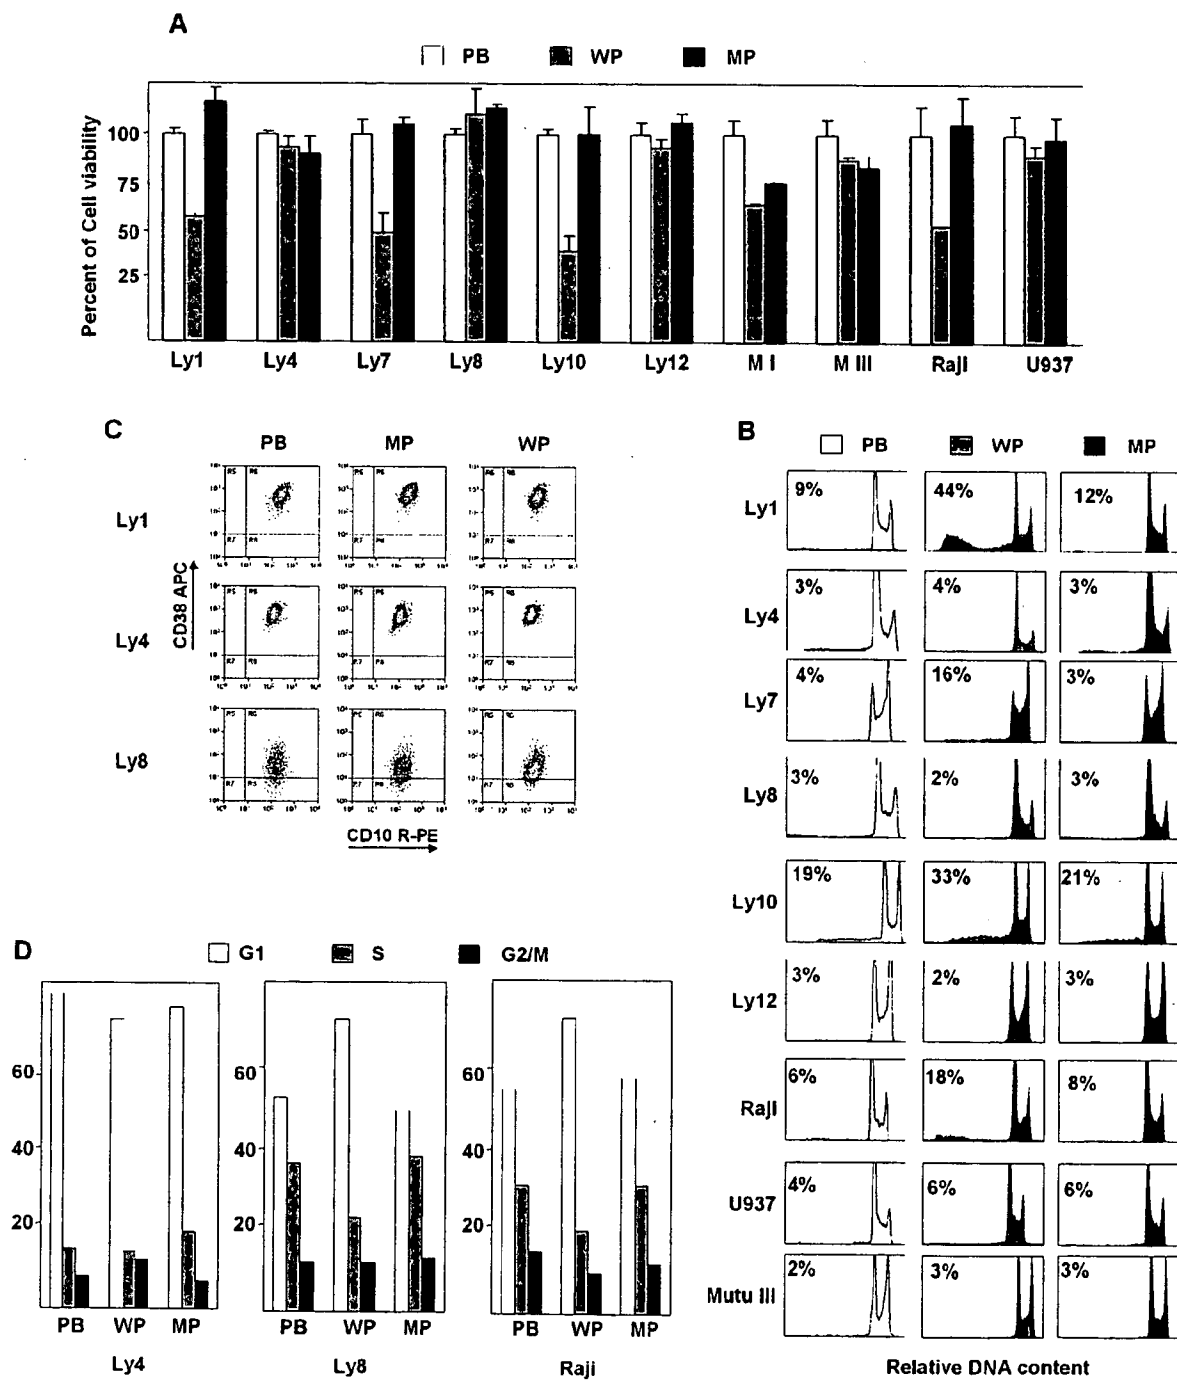 A
PB WP MP
Percent of Cell viability
100
75
50
25
Ly1 Ly4 Ly7 Ly8 Ly10 Ly12 M I M III RajI U937
C
PB MP WP
Ly1
Ly4
Ly8
CD38 APC
CD10 R-PE
B
PB WP MP
Ly1 9% 44% 12%
Ly4 3% 4% 3%
Ly7 4% 16% 3%
Ly8 3% 2% 3%
Ly10 19% 33% 21%
Ly12 3% 2% 3%
RajI 6% 18% 8%
U937 4% 6% 6%
Mutu III 2% 3% 3%
Relative DNA content
D
G1 S G2/M
60 60 60
40 40 40
20 20 20
PB WP MP PB WP MP PB WP MP
Ly4 Ly8 Raji